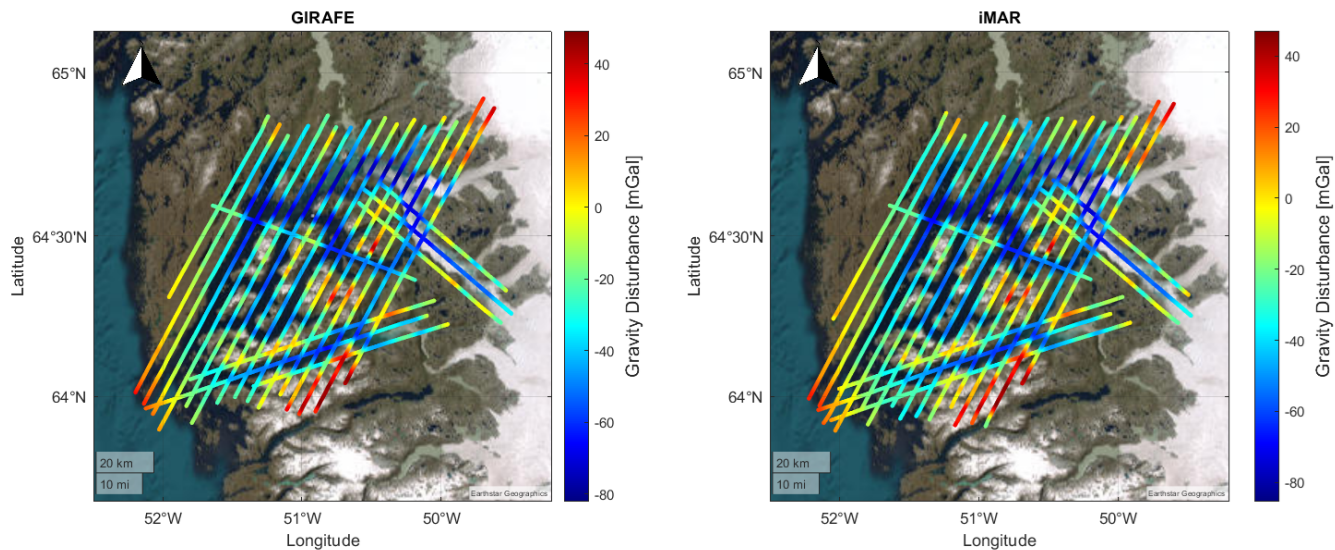 GIRAFE
65°N
64°30'N
64°N
Latitude
20 km
10 mi
Earthstar Geographics
52°W
51°W
50°W
Longitude
40
20
0
-20
-40
-60
-80
Gravity Disturbance [mGal]
iMAR
65°N
64°30'N
64°N
Latitude
20 km
10 mi
Earthstar Geographics
52°W
51°W
50°W
Longitude
40
20
0
-20
-40
-60
-80
Gravity Disturbance [mGal]